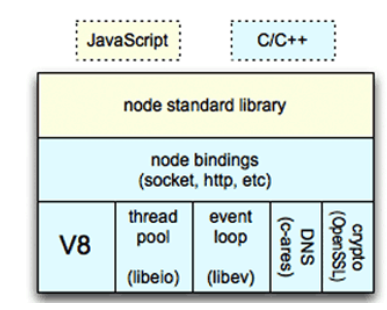 JavaScript
C/C++
node standard library
node bindings
(socket, http, etc)
V8
thread
pool
(libeio)
event
loop
(libev)
DNS
(c-ares)
crypto
(OpenSSL)